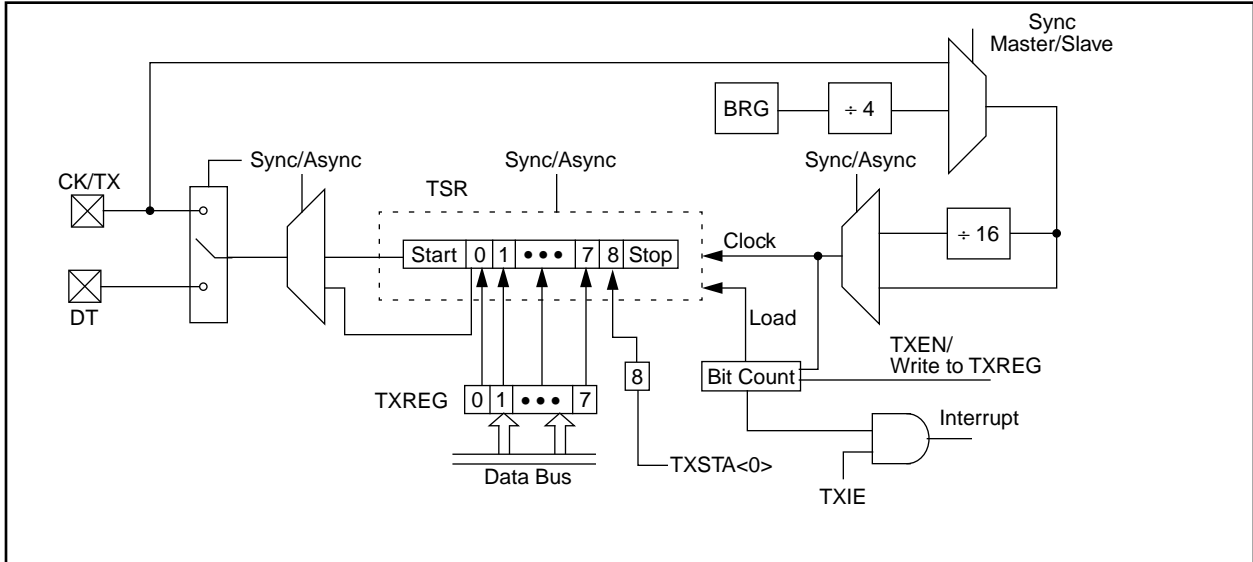 Sync
Master/Slave
BRG
÷ 4
Sync/Async
Sync/Async
Sync/Async
CK/TX
TSR
÷ 16
Clock
Start 0 1 ••• 7 8 Stop
DT
Load
TXEN/
Write to TXREG
8
Bit Count
TXREG 0 1 ••• 7
Interrupt
TXSTA<0>
Data Bus
TXIE